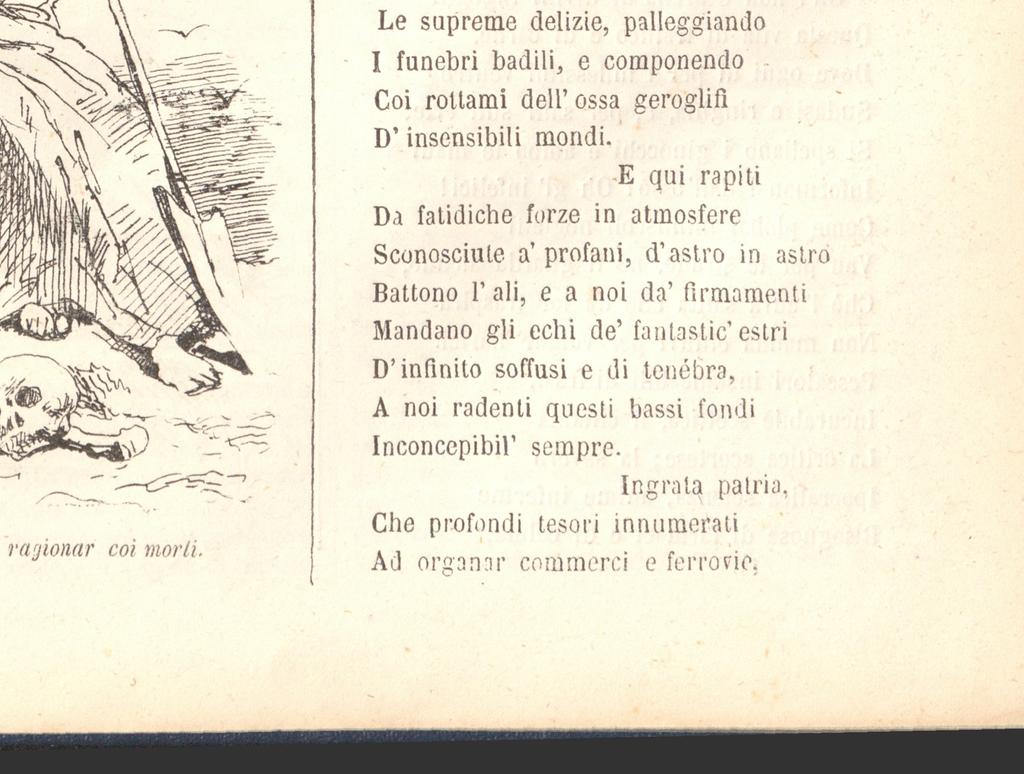 Le supreme delizie, palleggiando
I funebri badili, e componendo
Coi rottami dell' ossa geroglifi
D' insensibili mondi.
E qui rapiti
Da fatidiche forze in atmosfere
Sconosciute a' profani, d' astro in astro
Battono l' ali, e a noi da' firmamenti
Mandano gli echi de' fantastic' estri
D' infinito soffusi e di tenébra,
A noi radenti questi bassi fondi
Inconcepibil' sempre.
Ingrata patria,
Che profondi tesori innumerati
Ad organar commerci e ferrovie,
ragionar coi morti.